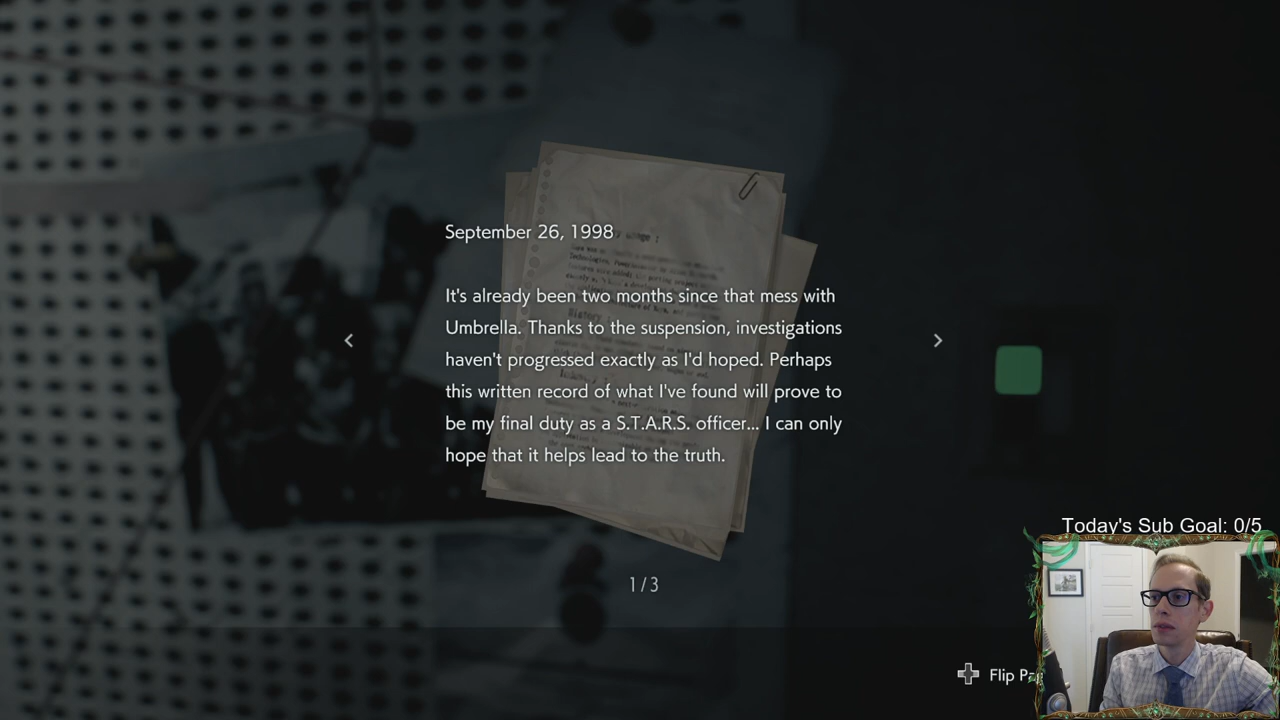 September 26, 1998
It's already been two months since that mess with
Umbrella. Thanks to the suspension, investigations
haven't progressed exactly as I'd hoped. Perhaps
this written record of what I've found will prove to
be my final duty as a S.T.A.R.S. officer... I can only
hope that it helps lead to the truth.
1/3
Today's Sub Goal: 0/5
Flip